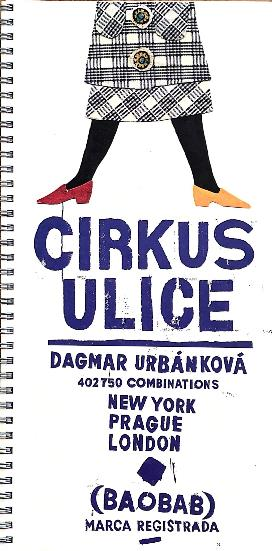 CIRKUS
ULICE
DAGMAR URBÁNKOVÁ
402750 COMBINATIONS
NEW YORK
PRAGUE
LONDON
(BAOBAB)
MARCA REGISTRADA